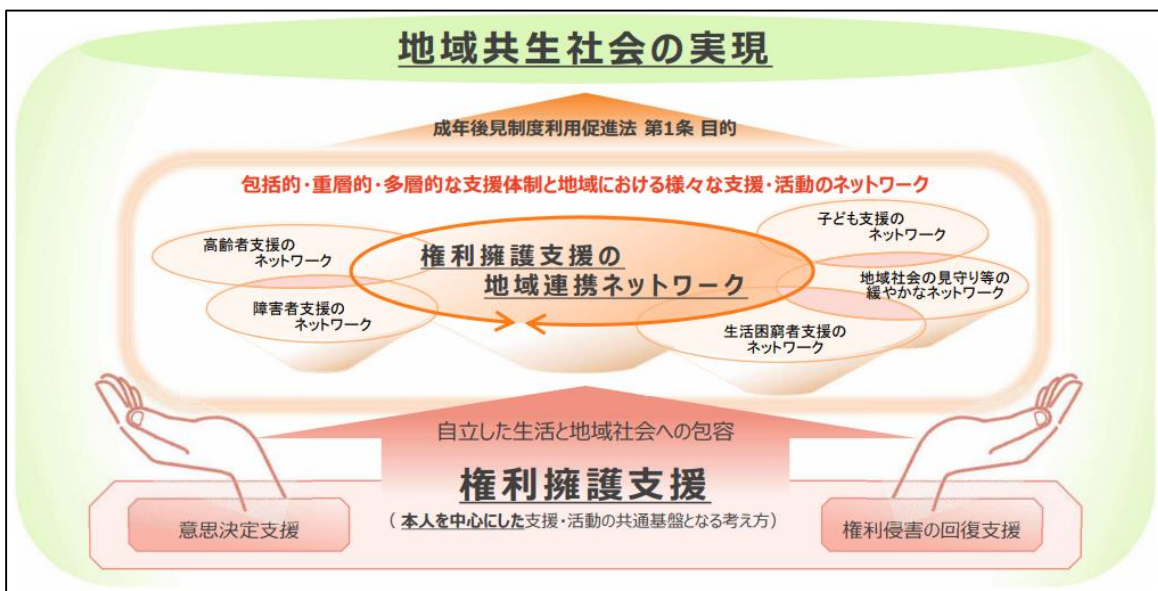 地域共生社会の実現
成年後見制度利用促進法 第1条 目的
包括的・重層的・多層的な支援体制と地域における様々な支援・活動のネットワーク
高齢者支援の
ネットワーク
障害者支援の
ネットワーク
権利擁護支援の
地域連携ネットワーク
子ども支援の
ネットワーク
地域社会の見守り等の
緩やかなネットワーク
生活困窮者支援の
ネットワーク
自立した生活と地域社会への包容
権利擁護支援
(本人を中心にした支援・活動の共通基盤となる考え方)
意思決定支援
権利侵害の回復支援